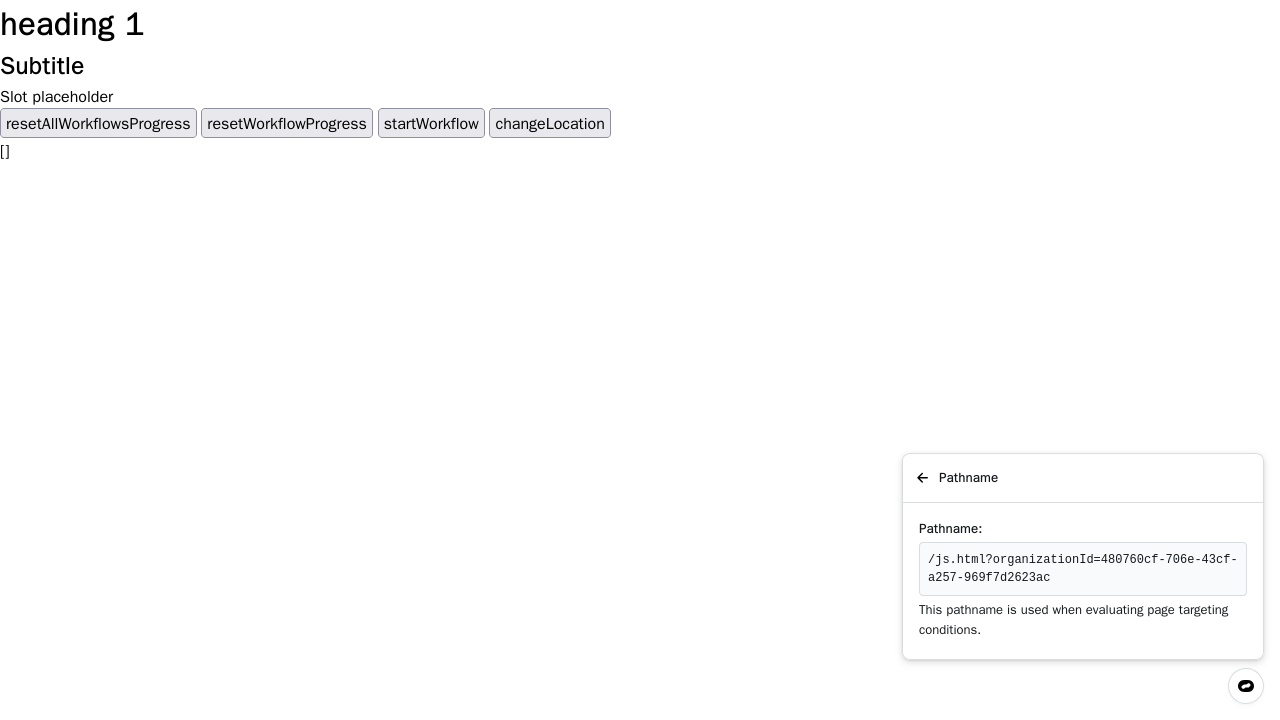 heading 1
Subtitle
Slot placeholder
resetAllWorkflowsProgress resetWorkflowProgress startWorkflow changeLocation
[]
Pathname
Pathname:
/js.html?organizationId=480760cf-706e-43cf-
a257-969f7d2623ac
This pathname is used when evaluating page targeting
conditions.